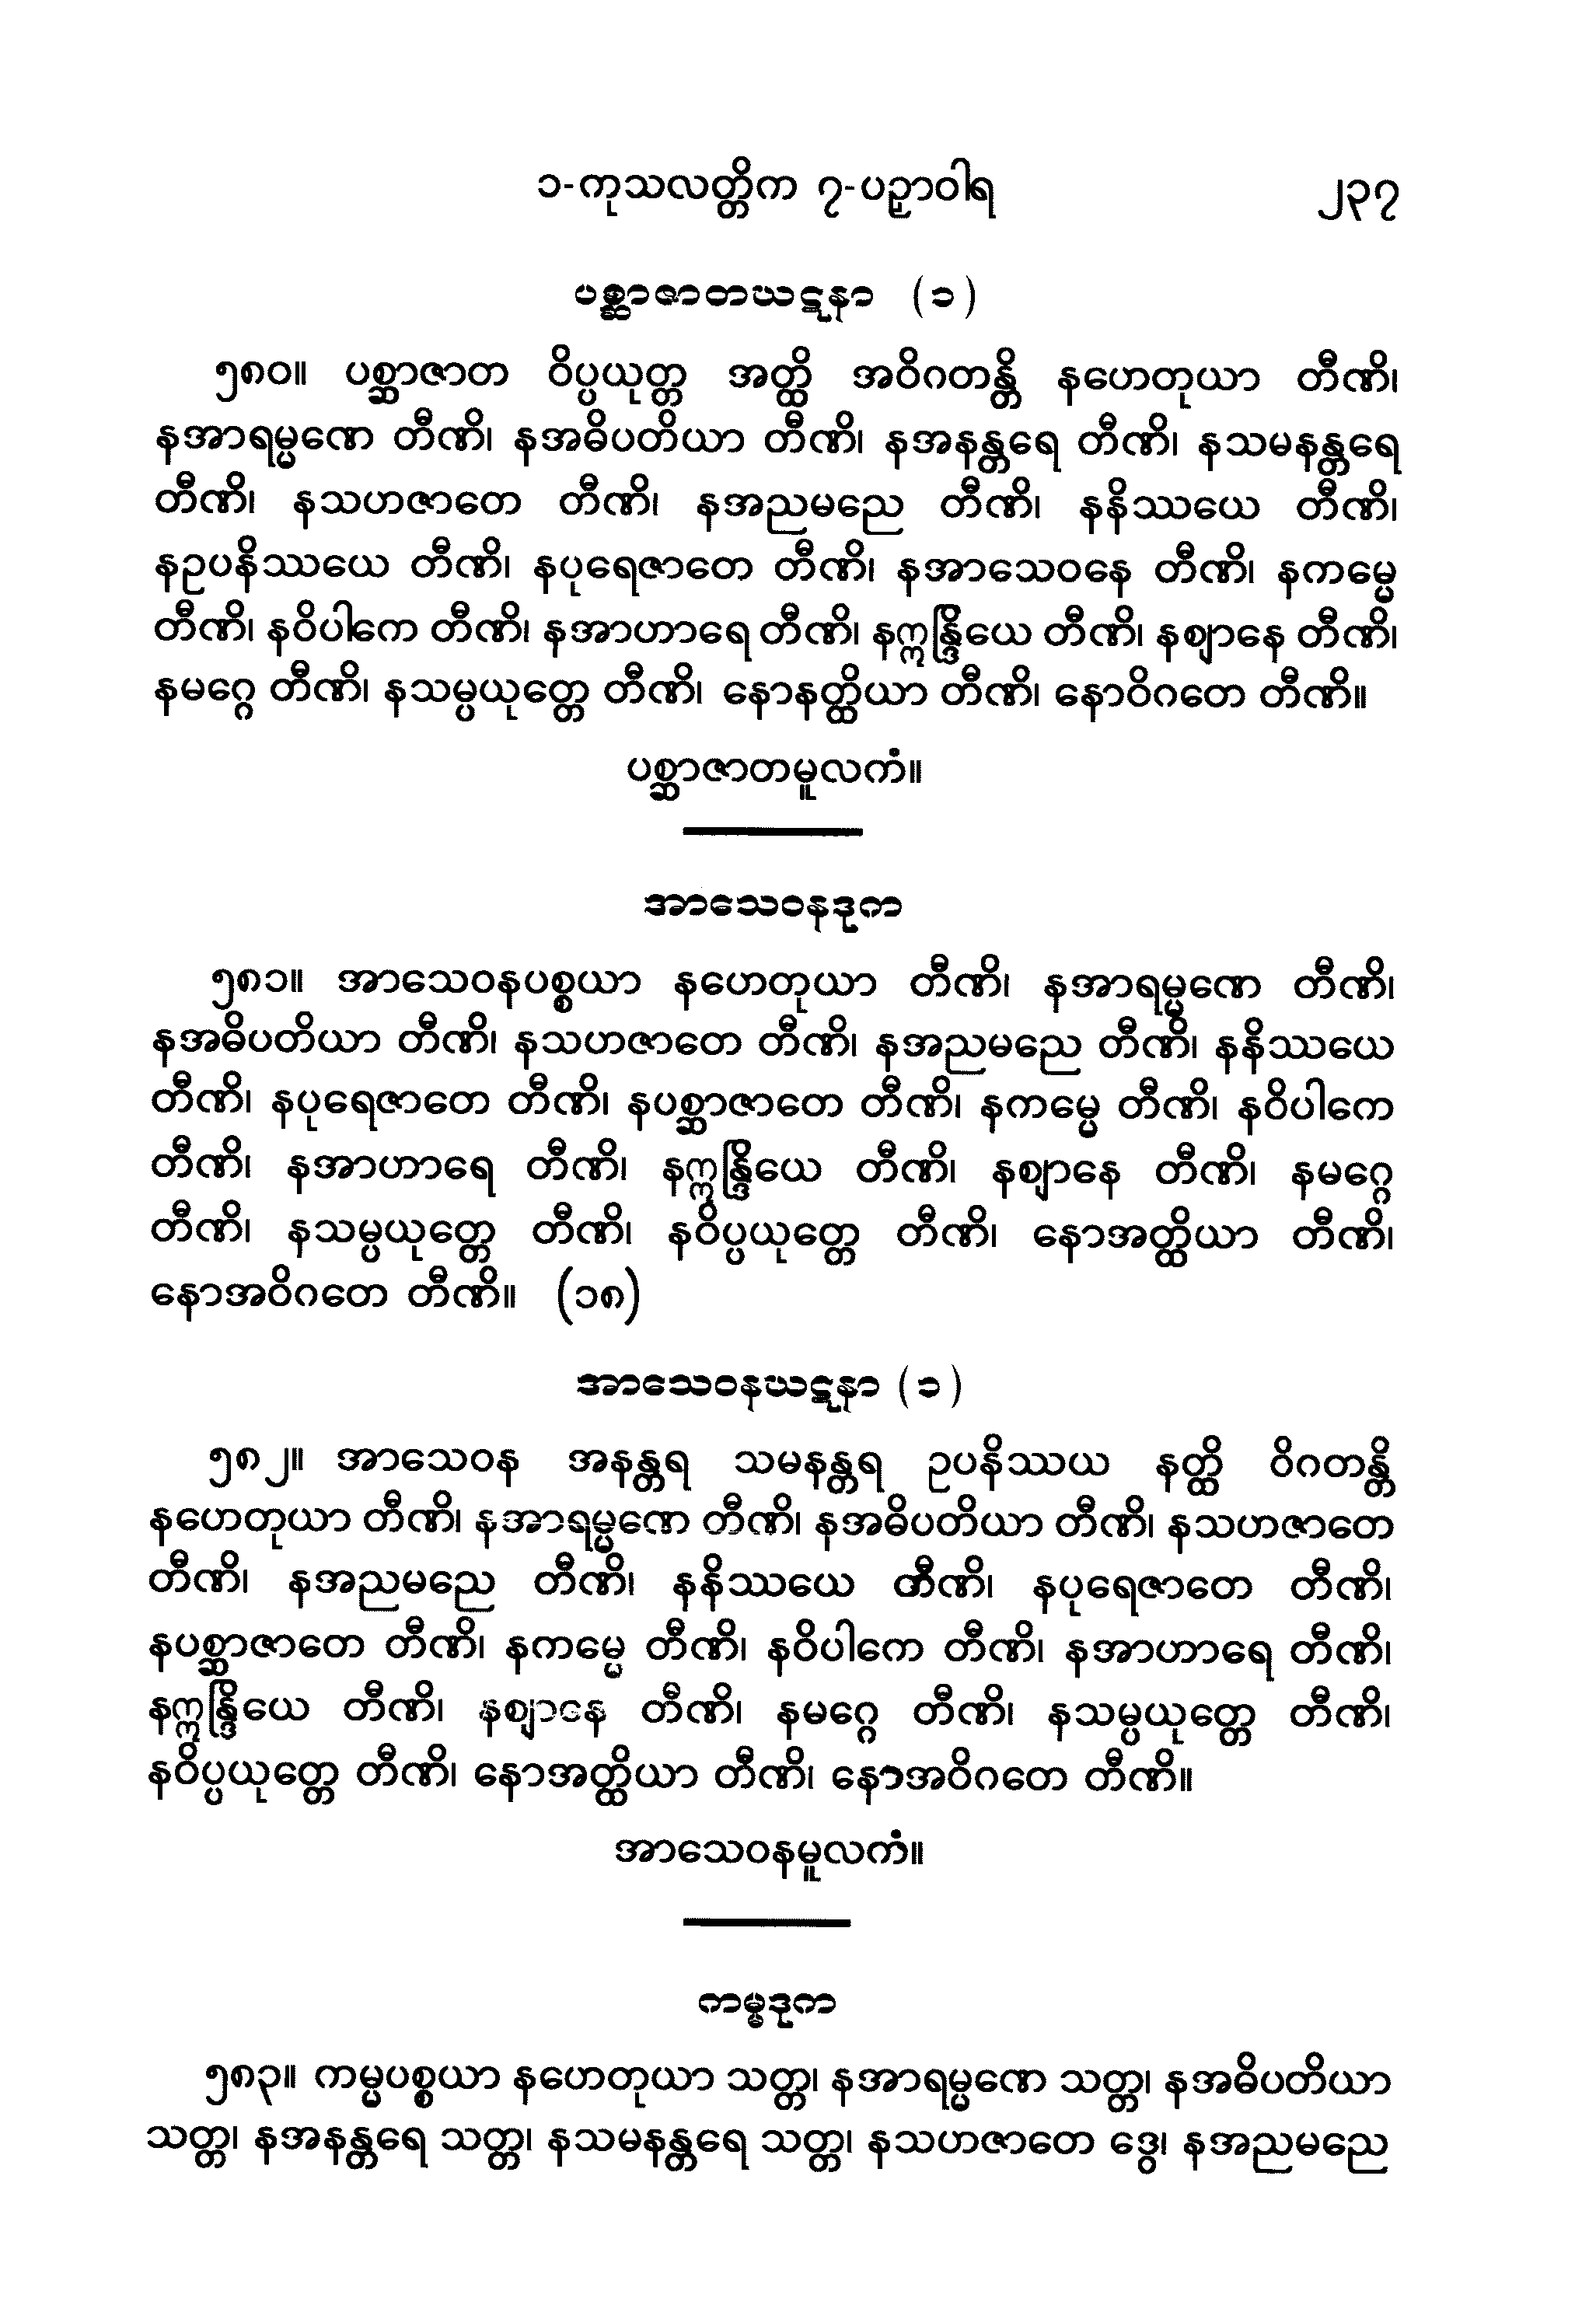 ၁-ကုသလတ္တိက ၇-ပဉှာဝါရ ၂၃၇
ပစ္ဆာဇာတဃဋနာ (၁)
၅၈၀။ ပစ္ဆာဇာတ ဝိပ္ပယုတ္တ အတ္ထိ အဝိဂတန္တိ နဟေတုယာ တီဏိ၊
နအာရမ္မဏေ တီဏိ၊ နအဓိပတိယာ တီဏိ၊ နအနန္တရေ တီဏိ၊ နသမနန္တရေ
တီဏိ၊ နသဟဇာတေ တီဏိ၊ နအညမညေ တီဏိ၊ နနိဿယေ တီဏိ၊
နဥပနိဿယေ တီဏိ၊ နပုရေဇာတေ တီဏိ၊ နအာသေဝနေ တီဏိ၊ နကမ္မေ
တီဏိ၊ နဝိပါကေ တီဏိ၊ နအာဟာရေ တီဏိ၊ နဣန္ဒြိယေ တီဏိ၊ နဈာနေ တီဏိ၊
နမဂ္ဂေ တီဏိ၊ နသမ္ပယုတ္တေ တီဏိ၊ နောနတ္ထိယာ တီဏိ၊ နောဝိဂတေ တီဏိ။
ပစ္ဆာဇာတမူလကံ။
အာသေဝနဒုက
၅၈၁။ အာသေဝနပစ္စယာ နဟေတုယာ တီဏိ၊ နအာရမ္မဏေ တီဏိ၊
နအဓိပတိယာ တီဏိ၊ နသဟဇာတေ တီဏိ၊ နအညမညေ တီဏိ၊ နနိဿယေ
တီဏိ၊ နပုရေဇာတေ တီဏိ၊ နပစ္ဆာဇာတေ တီဏိ၊ နကမ္မေ တီဏိ၊ နဝိပါကေ
တီဏိ၊ နအာဟာရေ တီဏိ၊ နဣန္ဒြိယေ တီဏိ၊ နဈာနေ တီဏိ၊ နမဂ္ဂေ
တီဏိ၊ နသမ္ပယုတ္တေ တီဏိ၊ နဝိပ္ပယုတ္တေ တီဏိ၊ နောအတ္ထိယာ တီဏိ၊
နောအဝိဂတေ တီဏိ။ (၁၈)
အာသေဝနဃဋနာ (၁)
၅၈၂။ အာသေဝန အနန္တရ သမနန္တရ ဥပနိဿယ နတ္ထိ ဝိဂတန္တိ
နဟေတုယာ တီဏိ၊ နအာရမ္မဏေ တီဏိ၊ နအဓိပတိယာ တီဏိ၊ နသဟဇာတေ
တီဏိ၊ နအညမညေ တီဏိ၊ နနိဿယေ တီဏိ၊ နပုရေဇာတေ တီဏိ၊
နပစ္ဆာဇာတေ တီဏိ၊ နကမ္မေ တီဏိ၊ နဝိပါကေ တီဏိ၊ နအာဟာရေ တီဏိ၊
နဣန္ဒြိယေ တီဏိ၊ နဈာနေ တီဏိ၊ နမဂ္ဂေ တီဏိ၊ နသမ္ပယုတ္တေ တီဏိ၊
နဝိပ္ပယုတ္တေ တီဏိ၊ နောအတ္ထိယာ တီဏိ၊ နောအဝိဂတေ တီဏိ။
အာသေဝနမူလကံ။
ကမ္မဒုက
၅၈၃။ ကမ္မပစ္စယာ နဟေတုယာ သတ္တ၊ နအာရမ္မဏေ သတ္တ၊ နအဓိပတိယာ
သတ္တ၊ နအနန္တရေ သတ္တ၊ နသမနန္တရေ သတ္တ၊ နသဟဇာတေ ဒွေ၊ နအညမညေ